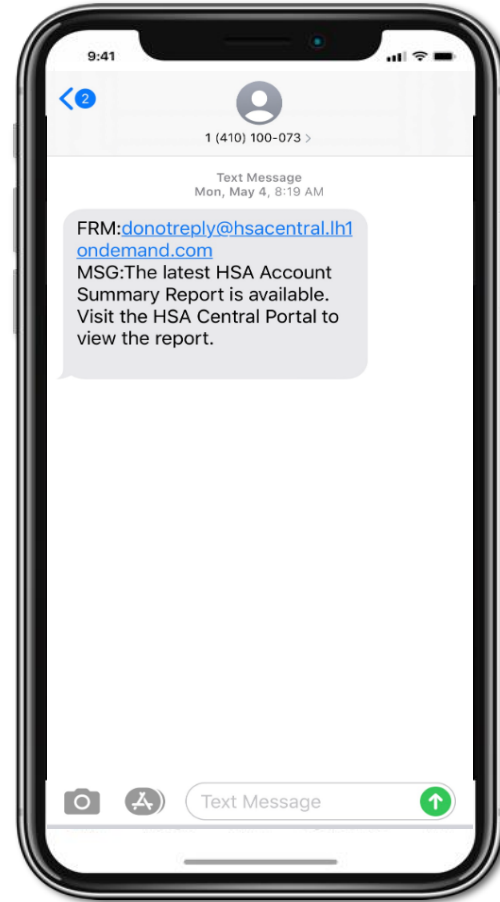 9:41
2
1 (410) 100-073 >
Text Message
Mon, May 4, 8:19 AM
FRM:donotreply@hsacentral.lh1
ondemand.com
MSG:The latest HSA Account
Summary Report is available.
Visit the HSA Central Portal to
view the report.
Text Message